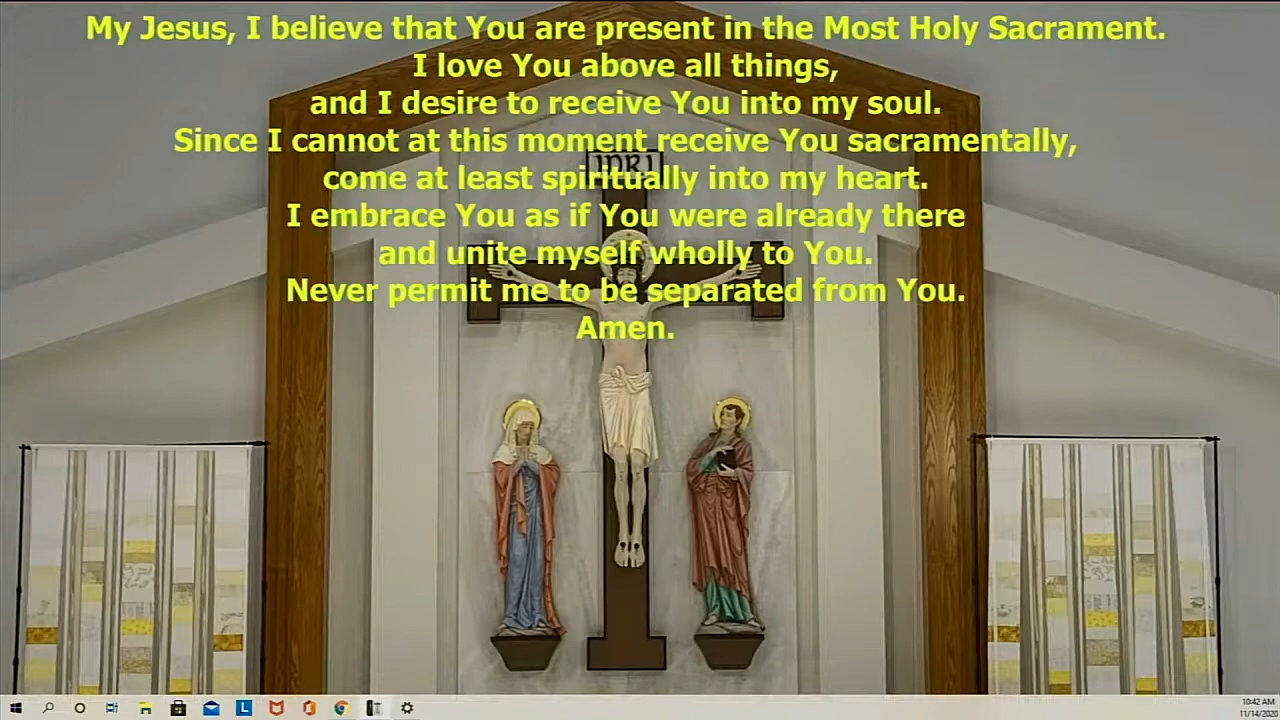 My Jesus, I believe that You are present in the Most Holy Sacrament.
I love You above all things,
and I desire to receive You into my soul.
Since I cannot at this moment receive You sacramentally,
INRI
come at least spiritually into my heart.
I embrace You as if You were already there
and unite myself wholly to You.
Never permit me to be separated from You.
Amen.
L
10:42 AM
11/14/2020